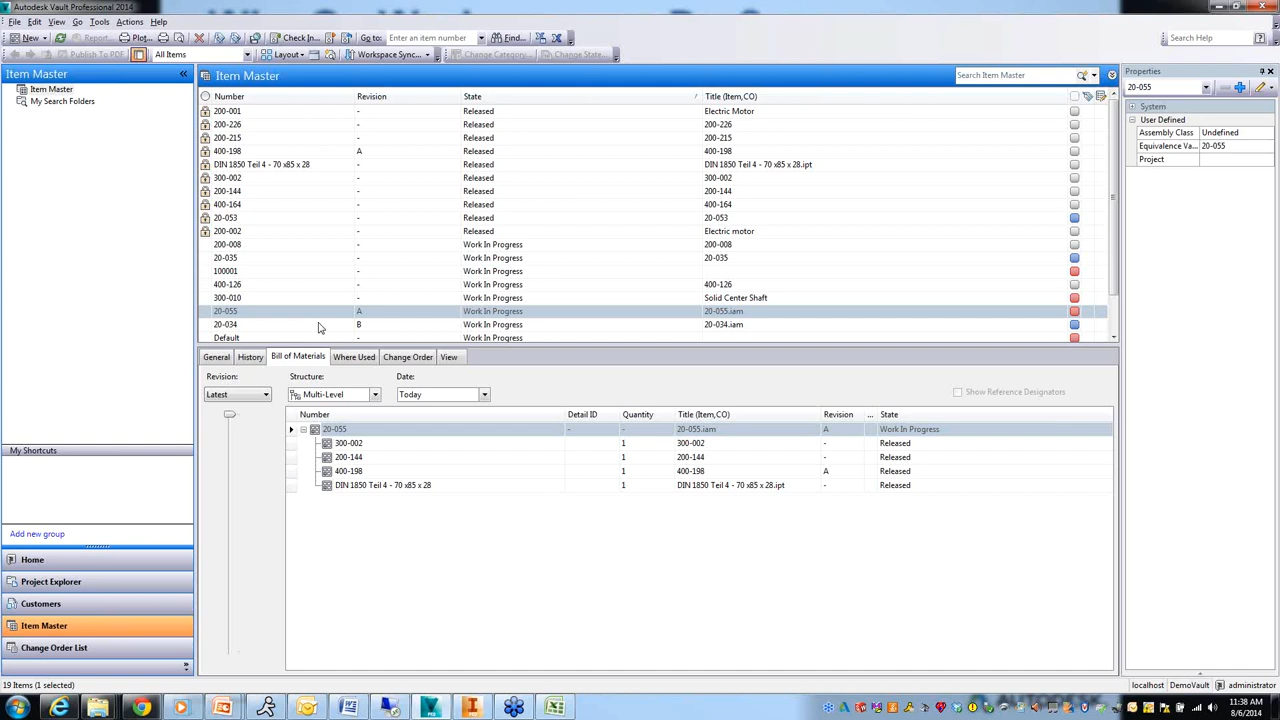 Autodesk Vault Professional 2014
File Edit View Go Tools Actions Help
New Report... Plot... Check In... Go to: Enter an item number Find... Search Help
Publish To PDF All Items Layout Workspace Sync... Change Category... Change State...
Item Master
Item Master
My Search Folders
My Shortcuts
Add new group
Home
Project Explorer
Customers
Item Master
Change Order List
Item Master Search Item Master
Number Revision State Title (Item,CO)
200-001 - Released Electric Motor
200-226 - Released 200-226
200-215 - Released 200-215
400-198 A Released 400-198
DIN 1850 Teil 4 - 70 x85 x 28 - Released DIN 1850 Teil 4 - 70 x85 x 28.ipt
300-002 - Released 300-002
200-144 - Released 200-144
400-164 - Released 400-164
20-053 - Released 20-053
200-002 - Released Electric motor
200-008 - Work In Progress 200-008
20-035 - Work In Progress 20-035
100001 - Work In Progress
400-126 - Work In Progress 400-126
300-010 - Work In Progress Solid Center Shaft
20-055 A Work In Progress 20-055.iam
20-034 B Work In Progress 20-034.iam
Default - Work In Progress
General History Bill of Materials Where Used Change Order View
Revision: Structure: Date:
Latest Multi-Level Today Show Reference Designators
Number Detail ID Quantity Title (Item,CO) Revision ... State
20-055 - - 20-055.iam A Work In Progress
300-002 1 300-002 - Released
200-144 1 200-144 - Released
400-198 1 400-198 A Released
DIN 1850 Teil 4 - 70 x85 x 28 1 DIN 1850 Teil 4 - 70 x85 x 28.ipt - Released
Properties
20-055
System
User Defined
Assembly Class Undefined
Equivalence Va... 20-055
Project
19 Items (1 selected) localhost DemoVault administrator
11:38 AM
8/6/2014